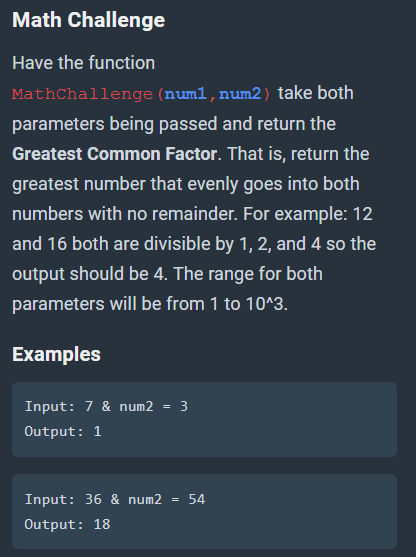 Math Challenge
Have the function
MathChallenge(num1,num2) take both
parameters being passed and return the
Greatest Common Factor. That is, return the
greatest number that evenly goes into both
numbers with no remainder. For example: 12
and 16 both are divisible by 1, 2, and 4 so the
output should be 4. The range for both
parameters will be from 1 to 10^3.
Examples
Input: 7 & num2 = 3
Output: 1
Input: 36 & num2 = 54
Output: 18